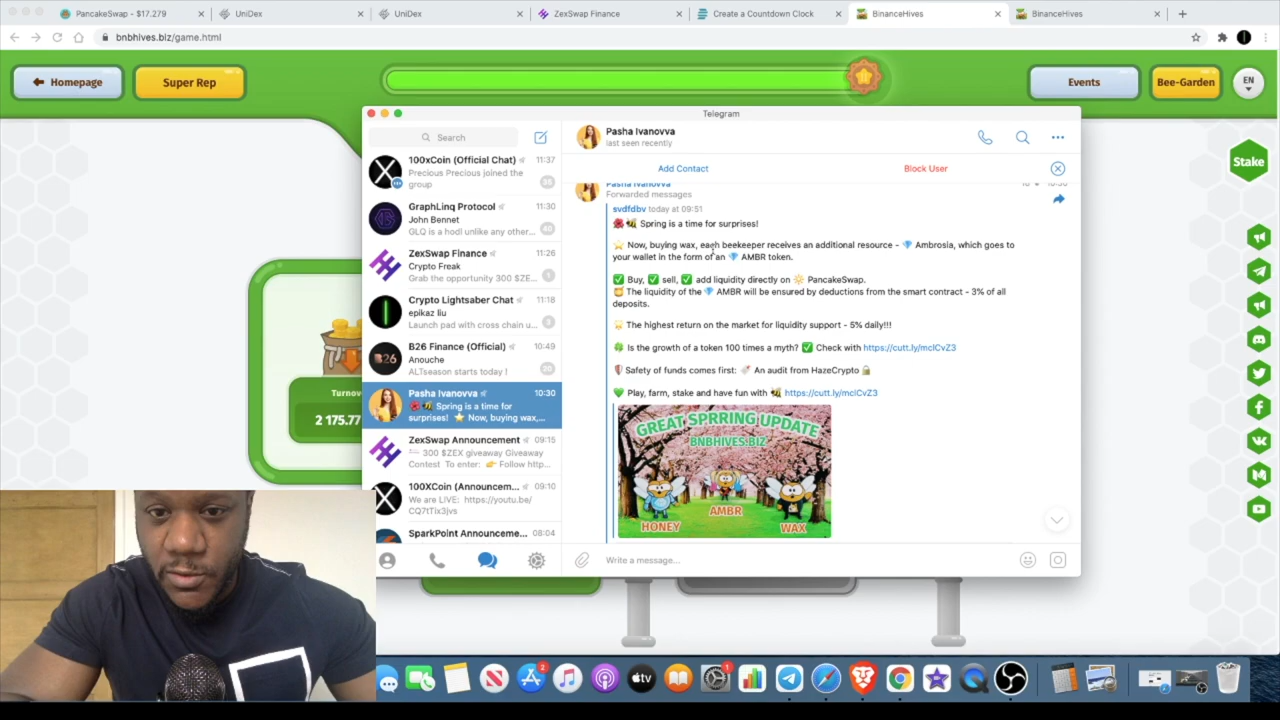 PancakeSwap - $17.279
UniDex
UniDex
ZexSwap Finance
Create a Countdown Clock
BinanceHives
BinanceHives
bnbhives.biz/game.html
Homepage
Super Rep
Events
Bee-Garden
EN
Stake
Turnov
2 175.77
Telegram
Search
100xCoin (Official Chat) 11:37
Precious Precious joined the
group
GraphLinq Protocol 11:30
John Bennet
GLQ is a hodl unlike any other...
ZexSwap Finance 11:26
Crypto Freak
Grab the opportunity 300 $ZE...
Crypto Lightsaber Chat 11:18
epikaz liu
Launch pad with cross chain u...
B26 Finance (Official) 10:49
Anouche
ALTseason starts today !
Pasha Ivanovva 10:30
Spring is a time for
surprises! Now, buying wax,...
ZexSwap Announcement 09:15
300 $ZEX giveaway Giveaway
Contest To enter: Follow http...
100XCoin (Announcem... 09:10
We are LIVE: https://youtu.be/
CQ7tTix3jvs
SparkPoint Announceme... 08:04
Pasha Ivanovva
last seen recently
Add Contact
Block User
Pasha Ivanovva
Forwarded messages
svdfdbv today at 09:51
Spring is a time for surprises!
Now, buying wax, each beekeeper receives an additional resource - Ambrosia, which goes to
your wallet in the form of an AMBR token.
Buy, sell, add liquidity directly on PancakeSwap.
The liquidity of the AMBR will be ensured by deductions from the smart contract - 3% of all
deposits.
The highest return on the market for liquidity support - 5% daily!!!
Is the growth of a token 100 times a myth? Check with https://cutt.ly/mclCvZ3
Safety of funds comes first: An audit from HazeCrypto
Play, farm, stake and have fun with https://cutt.ly/mclCvZ3
GREAT SPRRING UPDATE
BNBHIVES.BIZ
HONEY
AMBR
WAX
Write a message...
tv